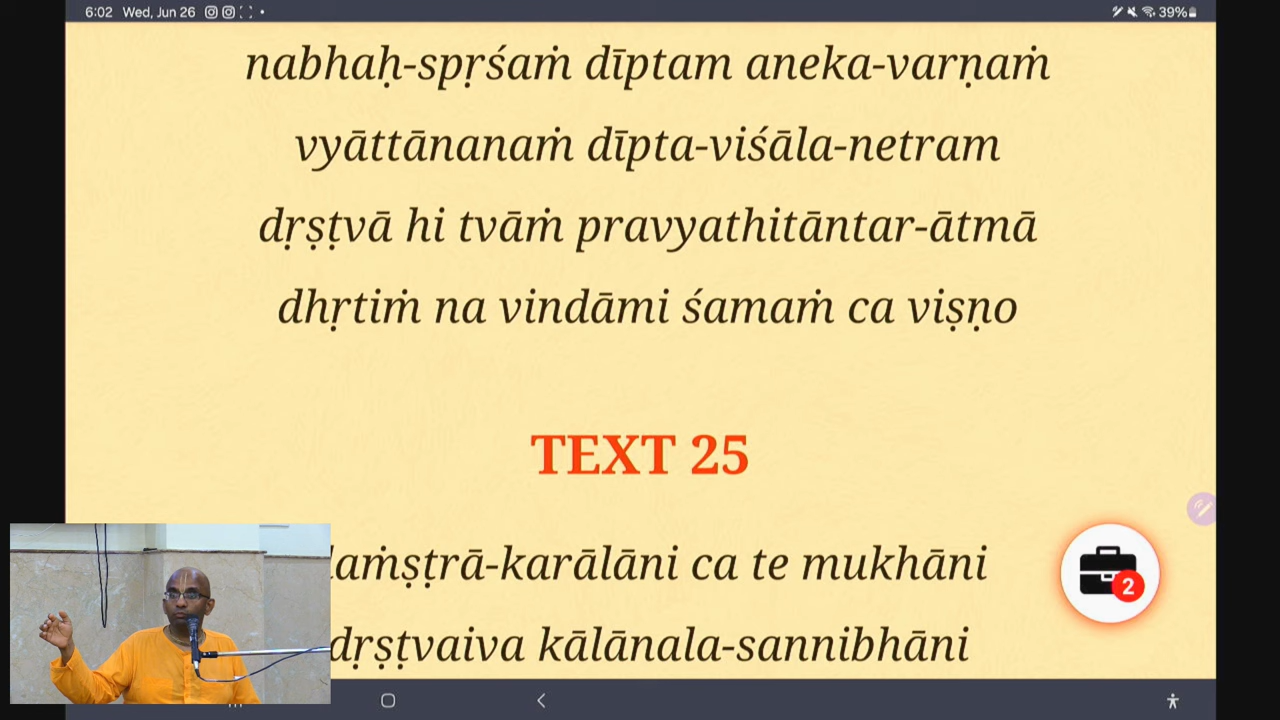 6:02 Wed, Jun 26
39%
nabhaḥ-spṛśaṁ dīptam aneka-varṇaṁ
vyāttānanaṁ dīpta-viśāla-netram
dṛṣṭvā hi tvāṁ pravyathitāntar-ātmā
dhṛtiṁ na vindāmi śamaṁ ca viṣṇo
TEXT 25
aṁṣṭrā-karālāni ca te mukhāni
dṛṣṭvaiva kālānala-sannibhāni
2